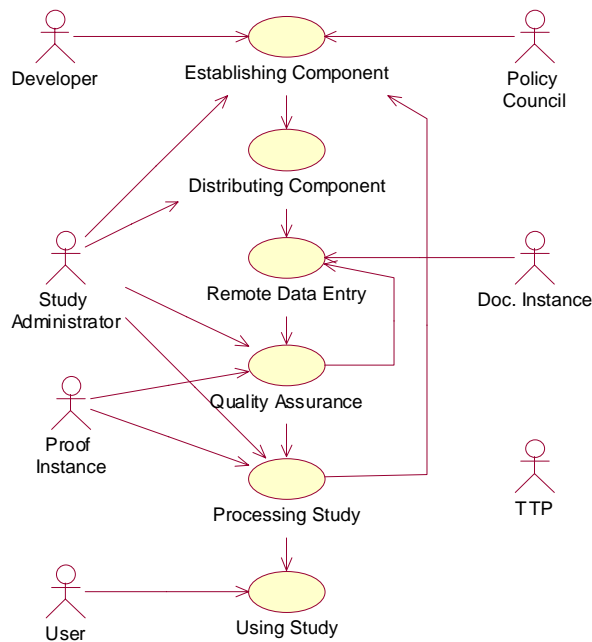 Developer
Establishing Component
Policy
Council
Distributing Component
Study
Administrator
Remote Data Entry
Doc. Instance
Quality Assurance
Proof
Instance
Processing Study
TTP
User
Using Study